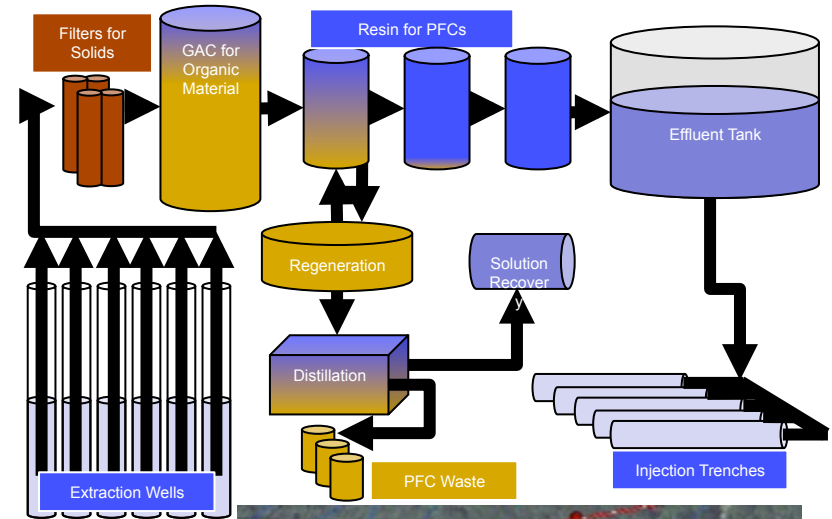 Filters for
Solids
GAC for
Organic
Material
Resin for PFCs
Effluent Tank
Regeneration
Solution
Recover
y
Distillation
PFC Waste
Extraction Wells
Injection Trenches